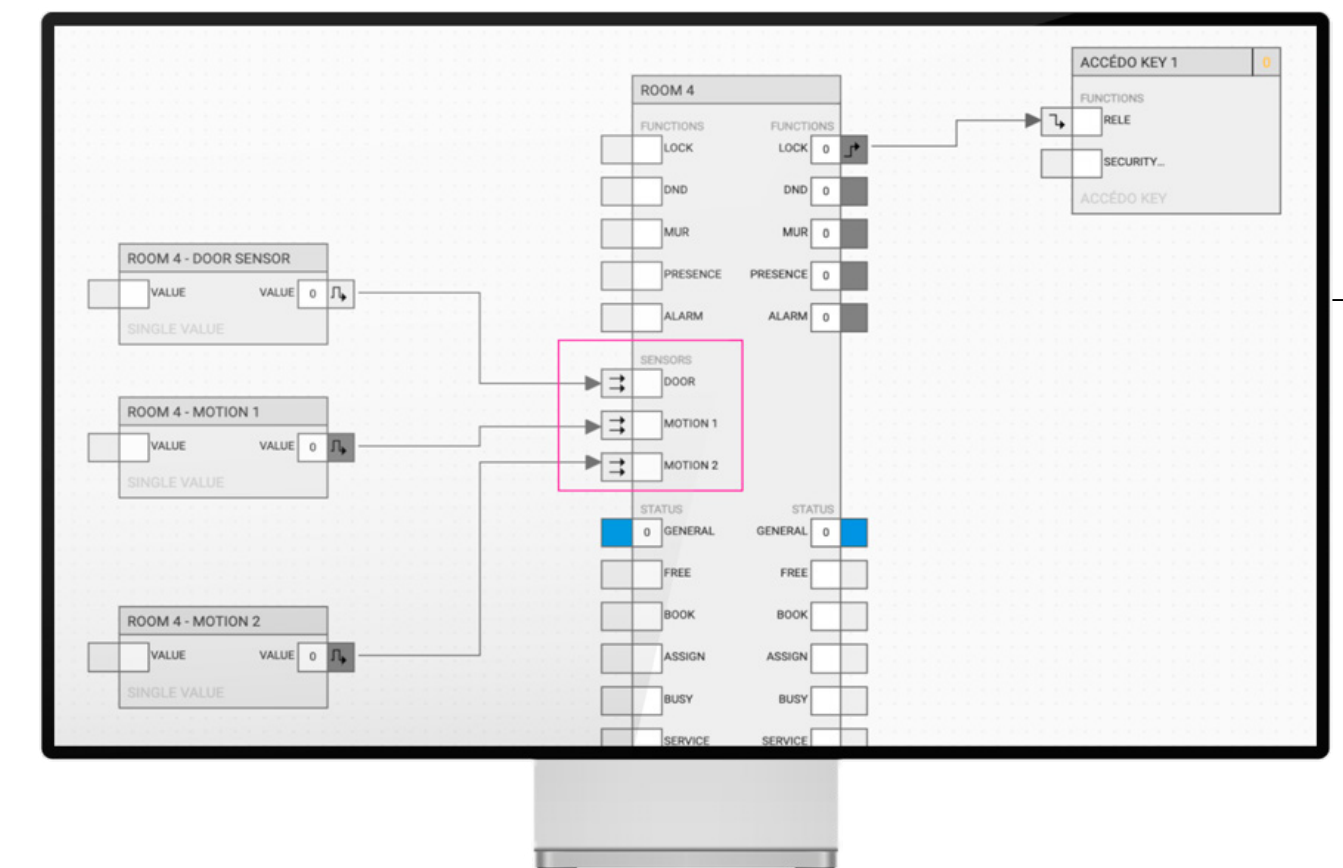 ROOM 4
FUNCTIONS FUNCTIONS
LOCK LOCK 0
DND DND 0
MUR MUR 0
PRESENCE PRESENCE 0
ALARM ALARM 0
SENSORS
DOOR
MOTION 1
MOTION 2
STATUS STATUS
0 GENERAL GENERAL 0
FREE FREE
BOOK BOOK
ASSIGN ASSIGN
BUSY BUSY
SERVICE SERVICE
ROOM 4 - DOOR SENSOR
VALUE VALUE 0
SINGLE VALUE
ROOM 4 - MOTION 1
VALUE VALUE 0
SINGLE VALUE
ROOM 4 - MOTION 2
VALUE VALUE 0
SINGLE VALUE
ACCÉDO KEY 1 0
FUNCTIONS
RELE
SECURITY...
ACCÉDO KEY